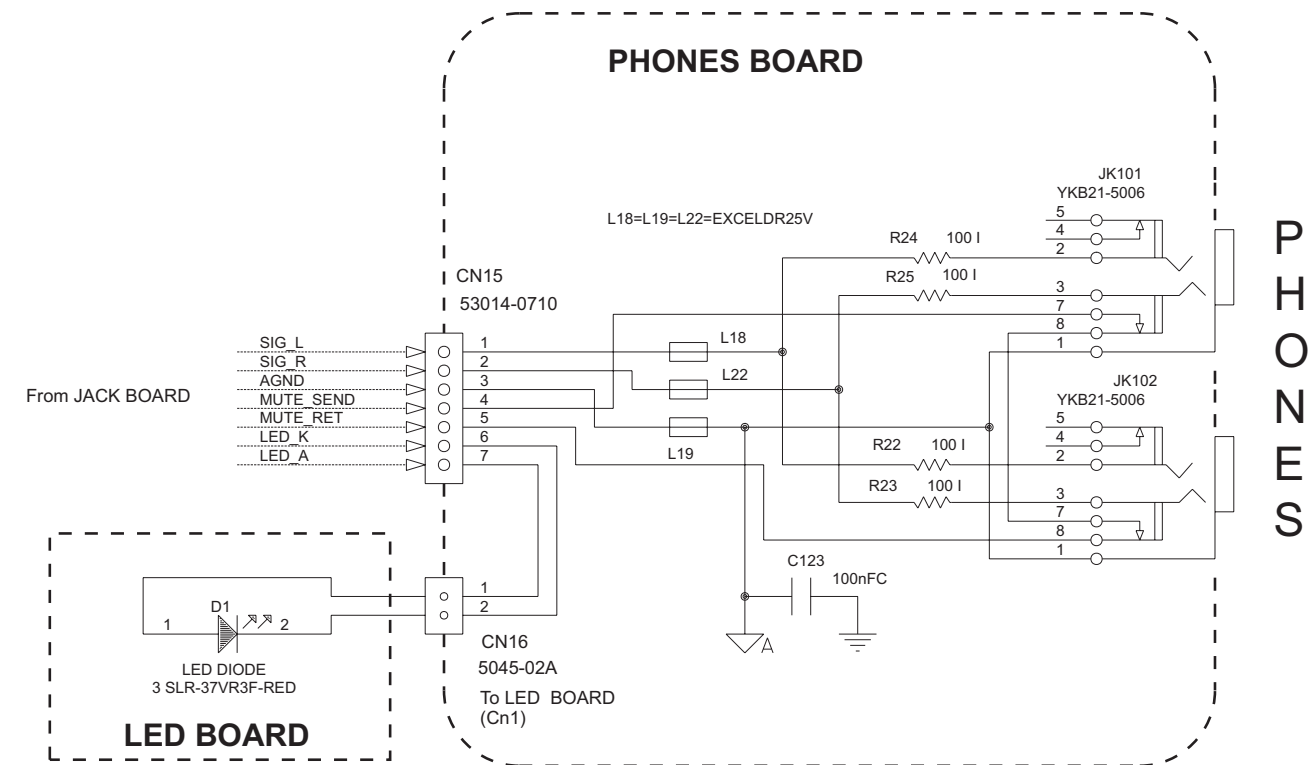 PHONES BOARD
JK101
YKB21-5006
L18=L19=L22=EXCELDR25V
5
4
2
R24 100 I
R25 100 I
3
7
8
1
PHONES
CN15
53014-0710
SIG_L 1
SIG_R 2
AGND 3
MUTE_SEND 4
MUTE_RET 5
LED_K 6
LED_A 7
From JACK BOARD
L18
L22
L19
JK102
YKB21-5006
5
4
2
R22 100 I
R23 100 I
3
7
8
1
C123
100nFC
A
1
2
CN16
5045-02A
To LED BOARD
(Cn1)
D1
1 2
LED DIODE
3 SLR-37VR3F-RED
LED BOARD